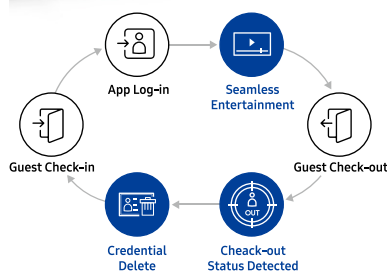 App Log-in
Seamless
Entertainment
Guest Check-in
Guest Check-out
OUT
Credential
Delete
Cheack-out
Status Detected